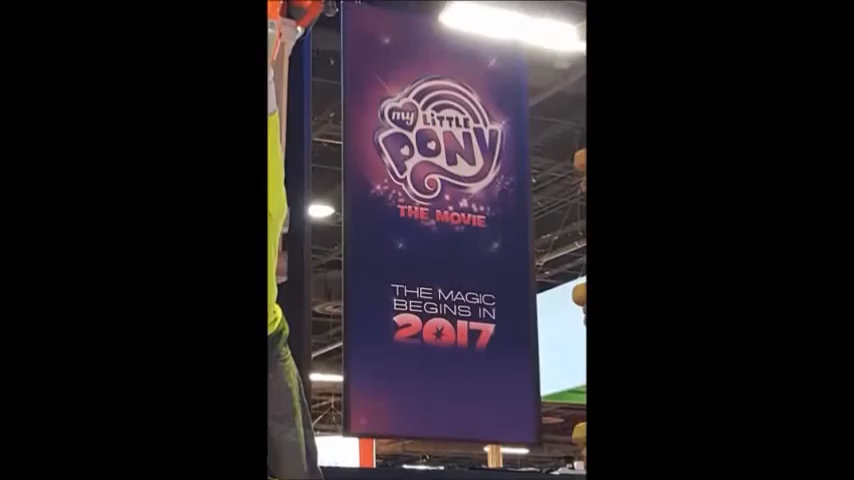 my LITTLE
PONY
THE MOVIE
THE MAGIC
BEGINS IN
2017